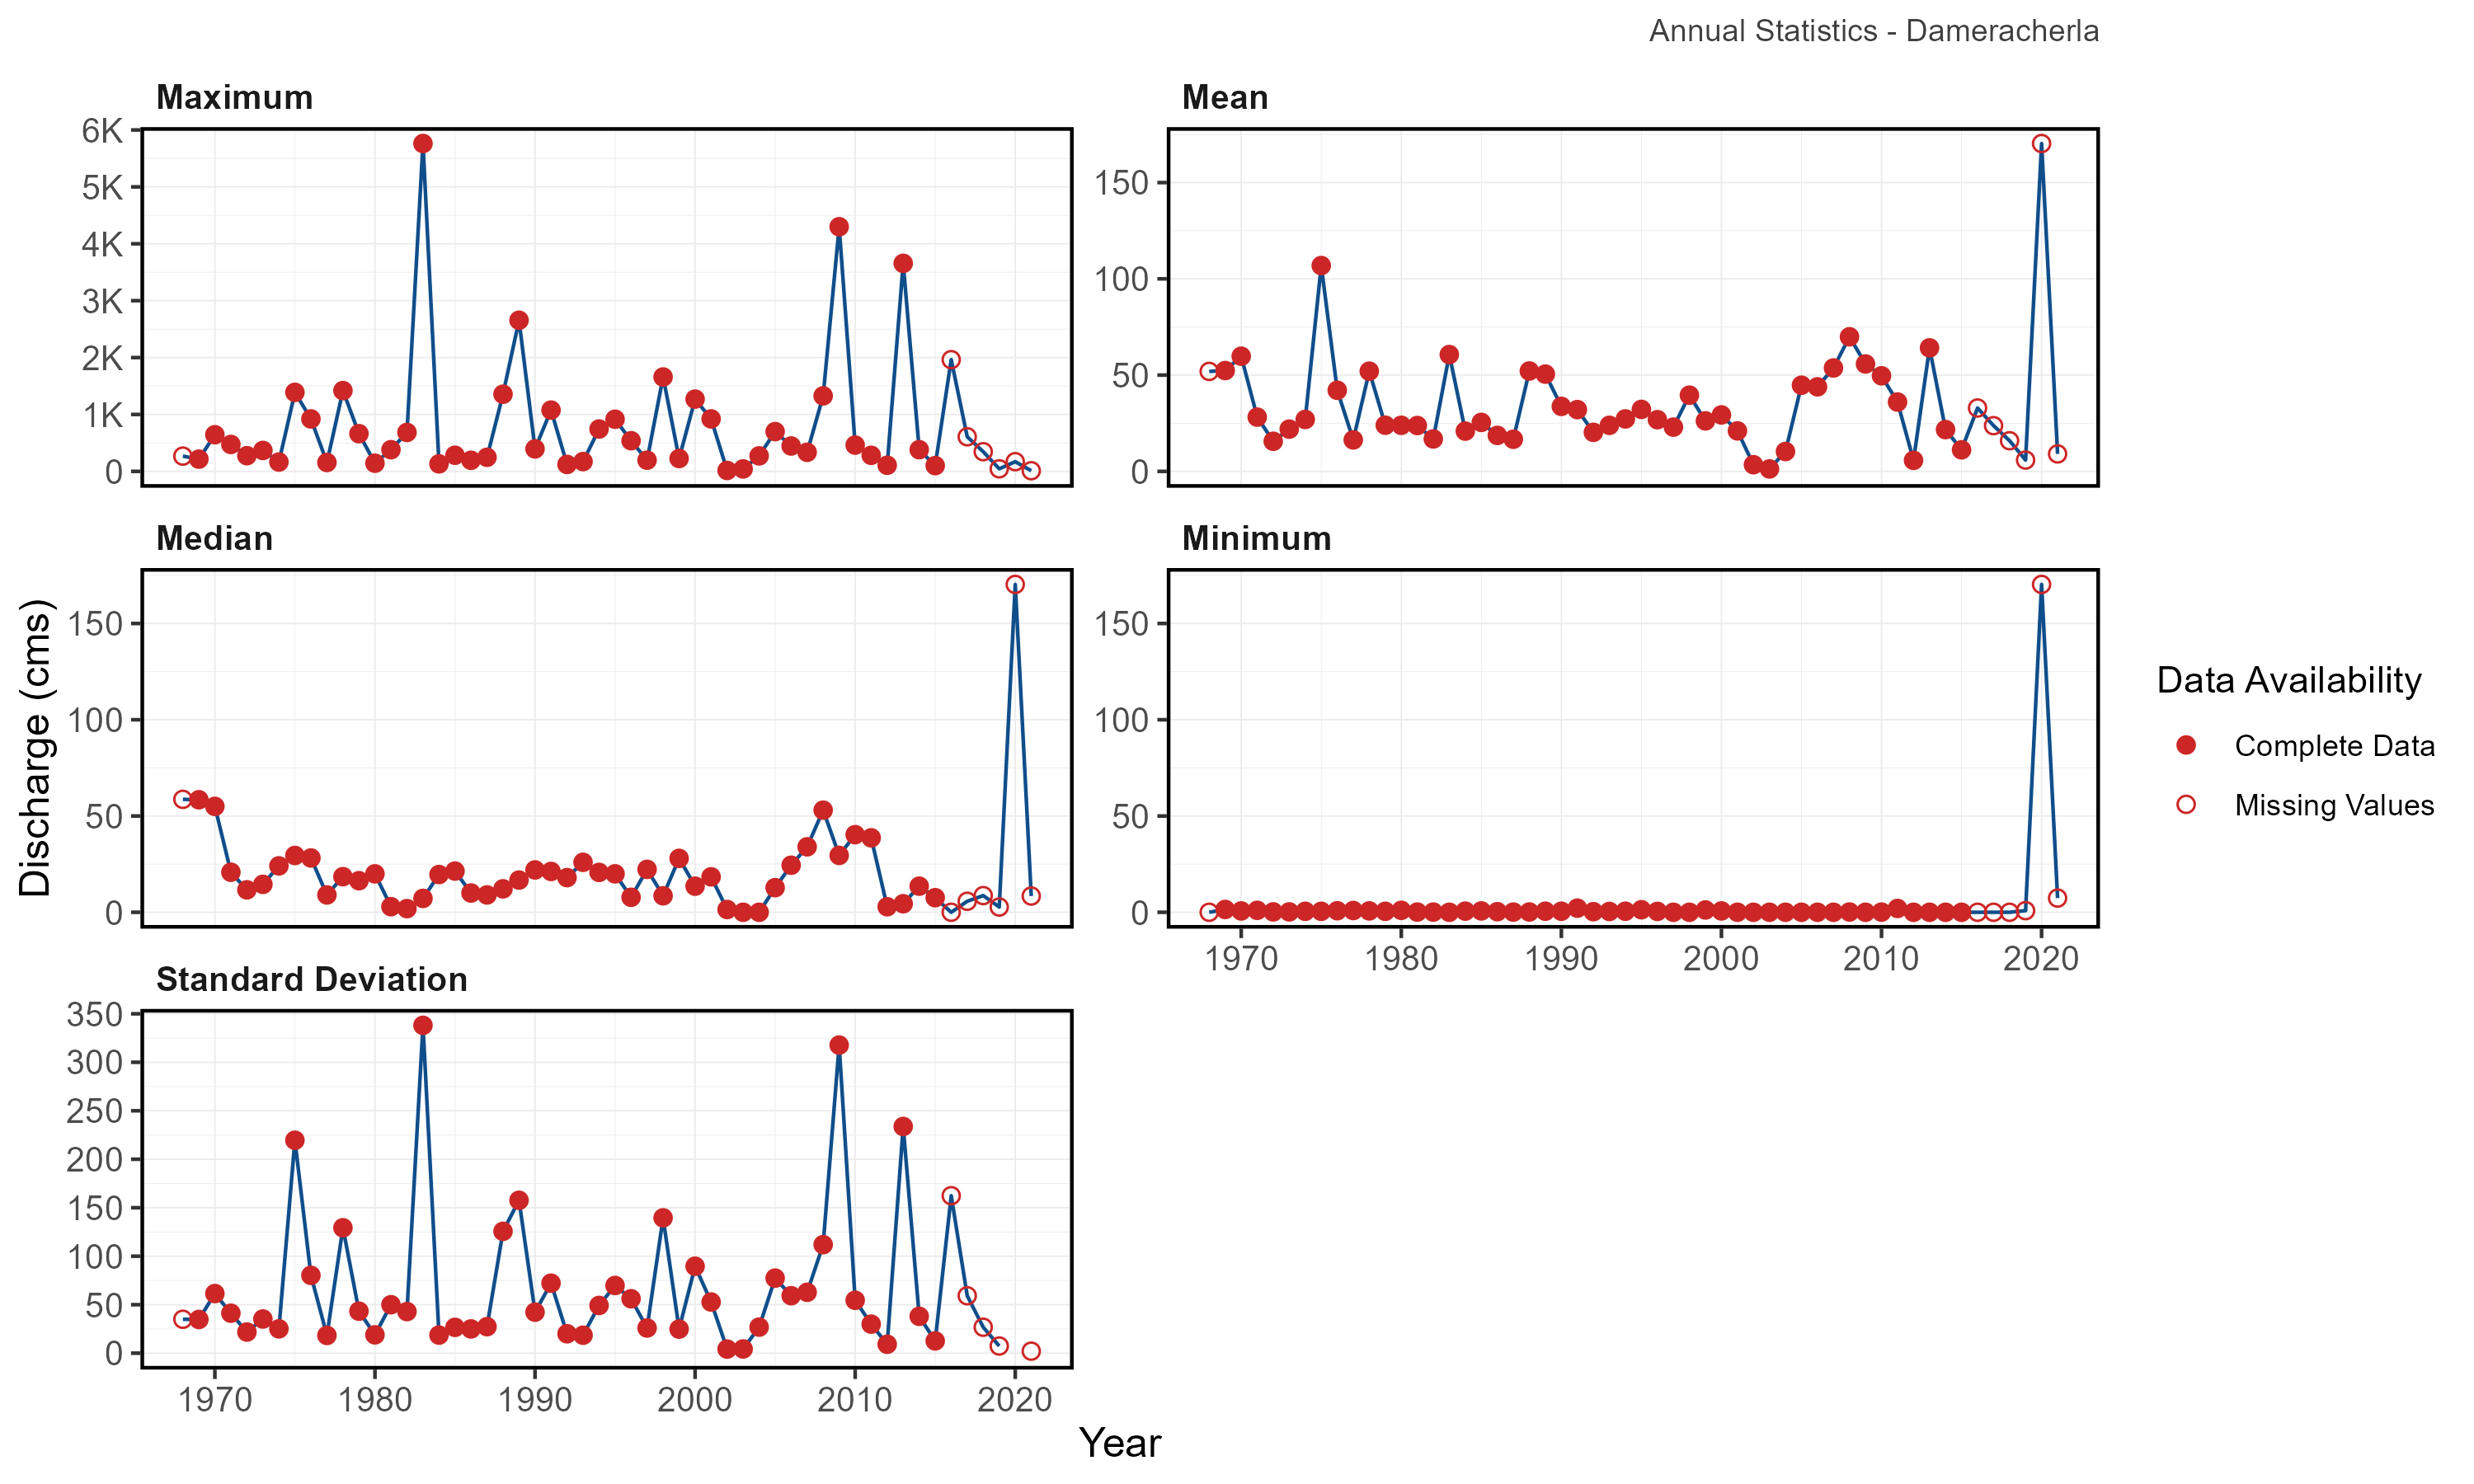 Annual Statistics - Dameracherla
Maximum
6K
5K
4K
3K
2K
1K
0
Mean
150
100
50
0
Discharge (cms)
Median
150
100
50
0
Minimum
150
100
50
0
1970 1980 1990 2000 2010 2020
Standard Deviation
350
300
250
200
150
100
50
0
1970 1980 1990 2000 2010 2020
Year
Data Availability
Complete Data
Missing Values